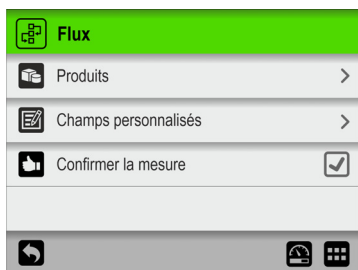 Flux
Produits
Champs personnalisés
Confirmer la mesure